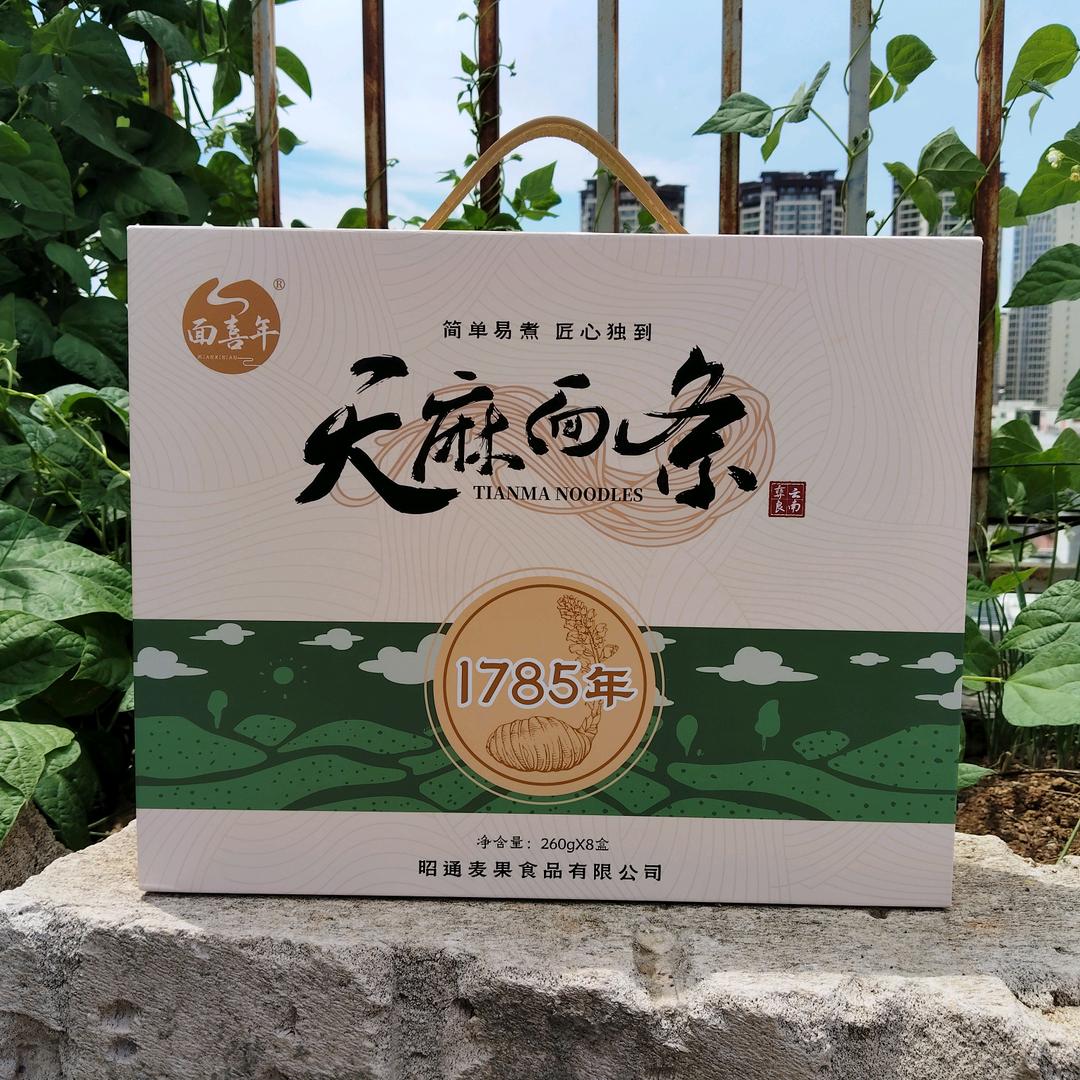 面喜年
®
MIANXINIAN
简单易煮 匠心独到
天麻面条
TIANMA NOODLES
云南
彝良
1785年
净含量：260gX8盒
昭通麦果食品有限公司